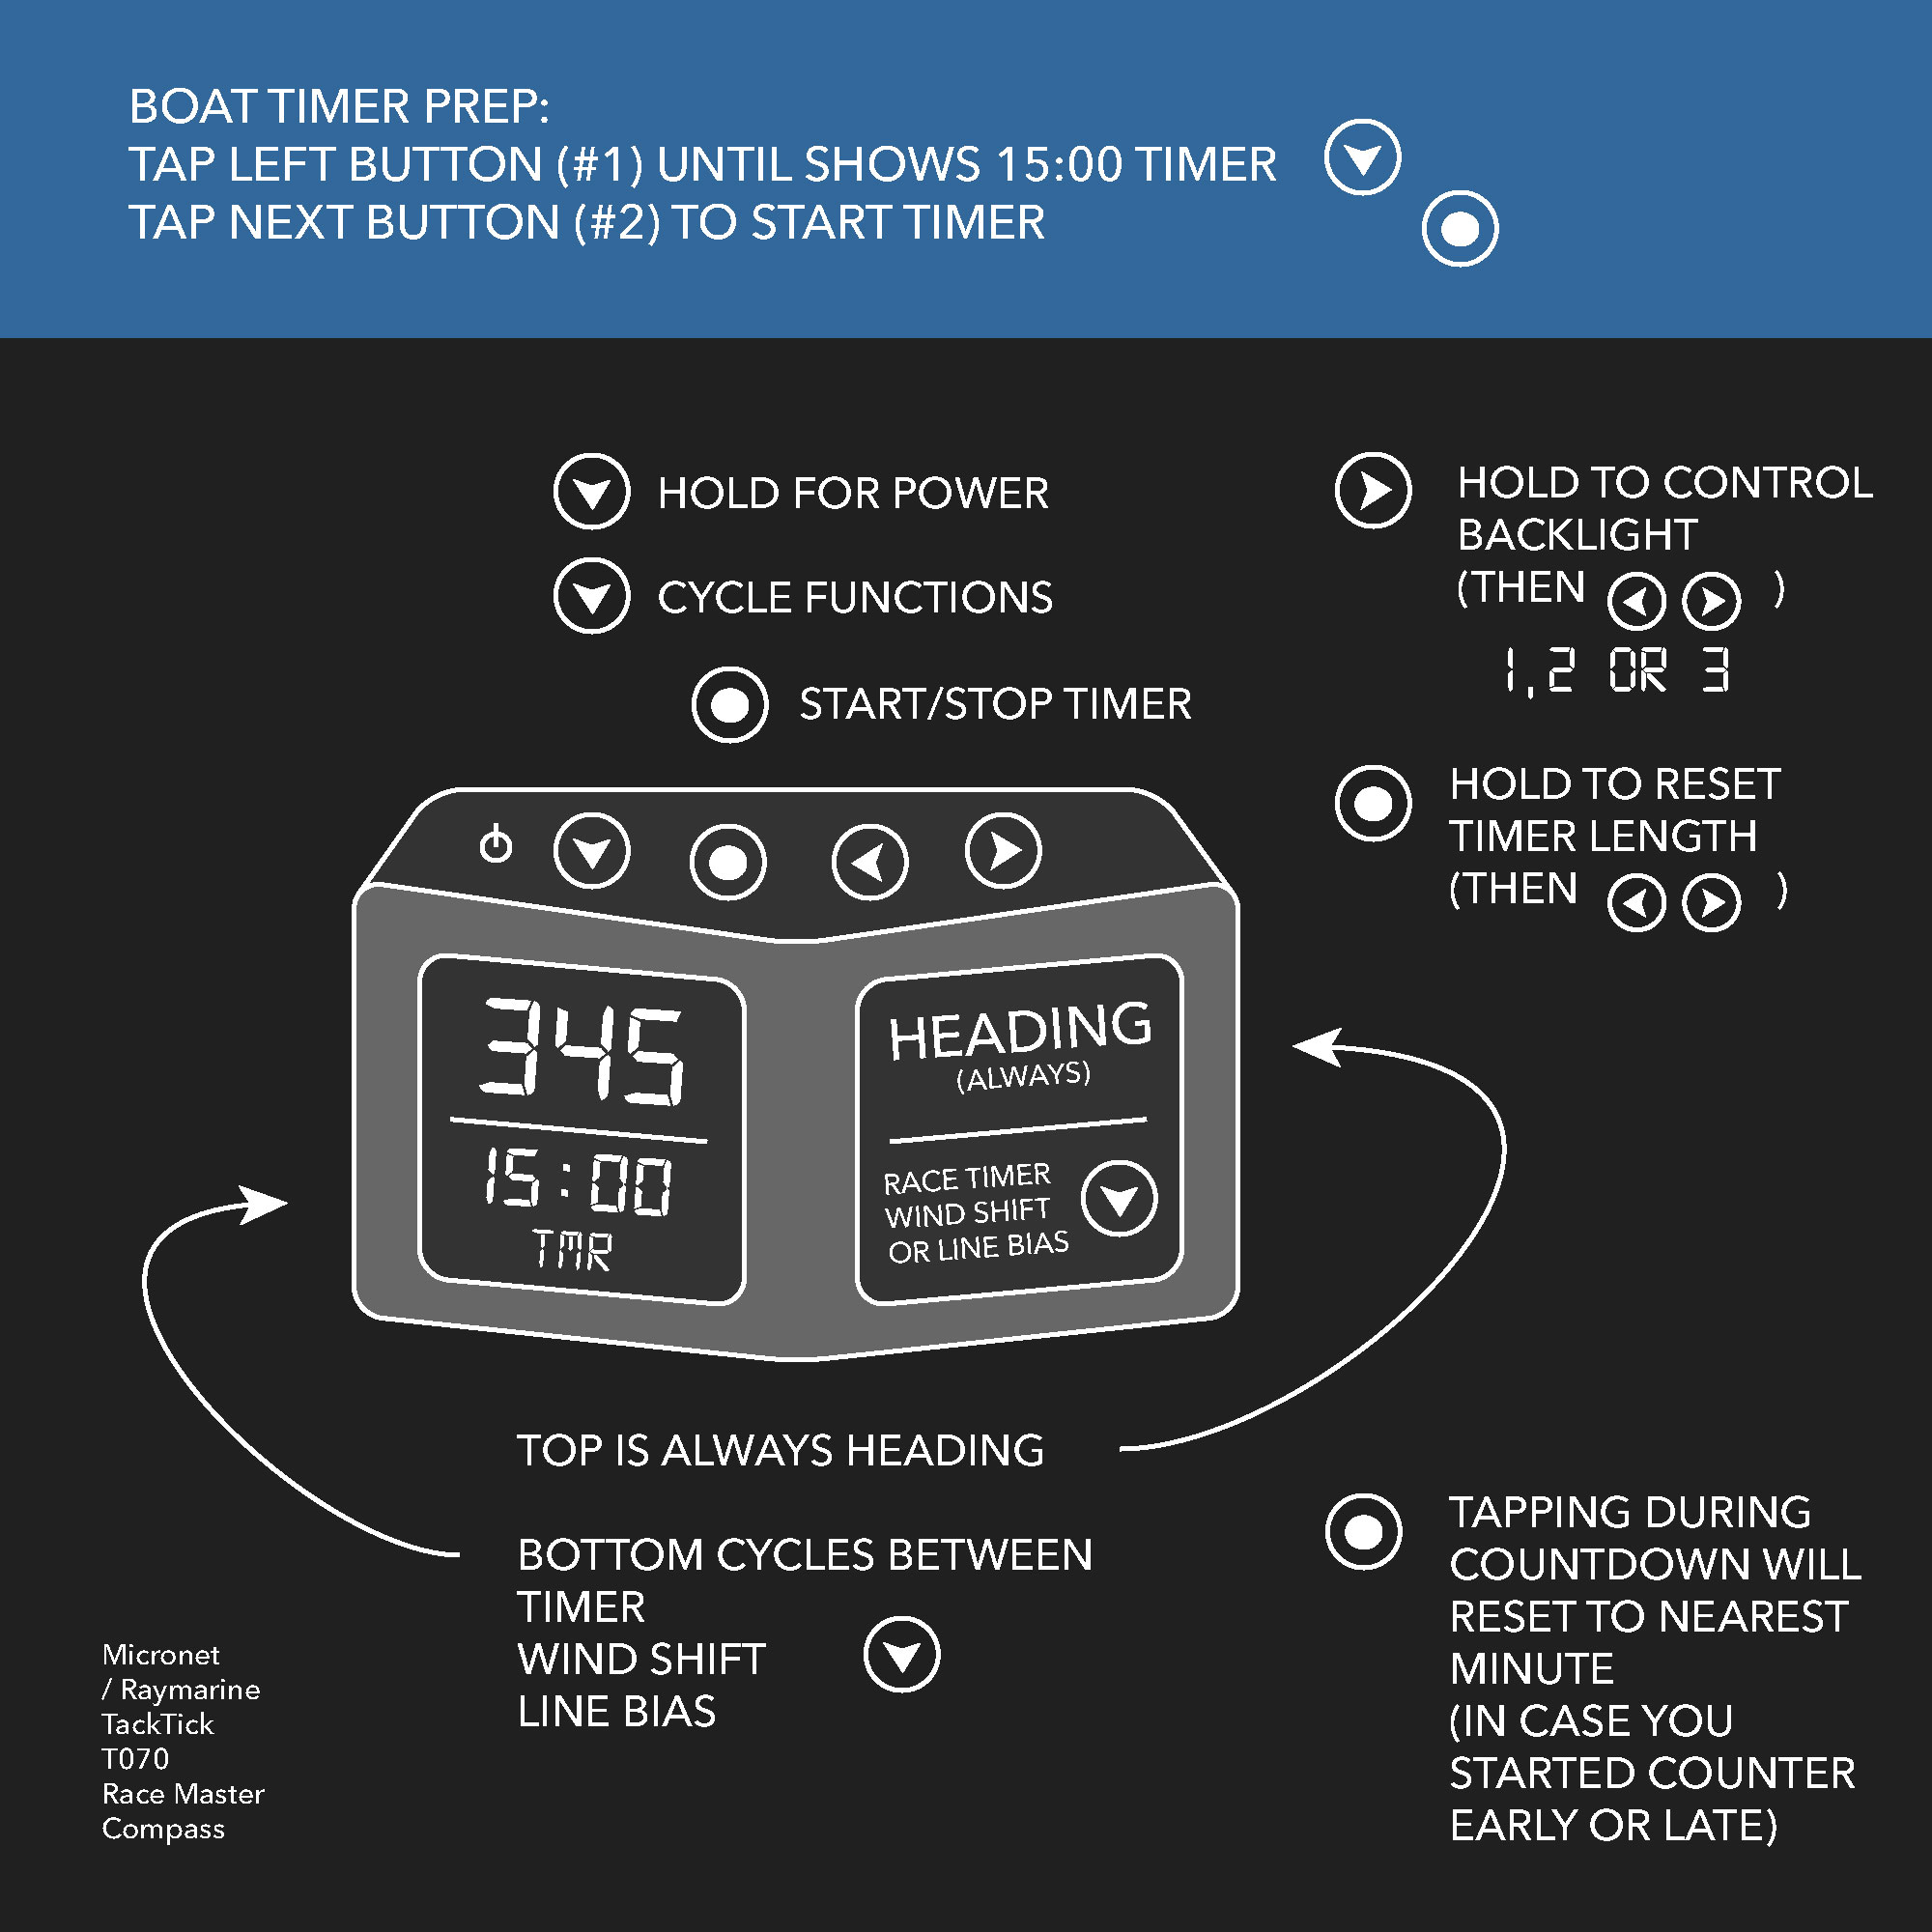 BOAT TIMER PREP:
TAP LEFT BUTTON (#1) UNTIL SHOWS 15:00 TIMER
TAP NEXT BUTTON (#2) TO START TIMER
HOLD FOR POWER
CYCLE FUNCTIONS
START/STOP TIMER
HOLD TO CONTROL
BACKLIGHT
(THEN )
1,2 OR 3
HOLD TO RESET
TIMER LENGTH
(THEN )
345
15:00
TMR
HEADING
(ALWAYS)
RACE TIMER
WIND SHIFT
OR LINE BIAS
TOP IS ALWAYS HEADING
BOTTOM CYCLES BETWEEN
TIMER
WIND SHIFT
LINE BIAS
TAPPING DURING
COUNTDOWN WILL
RESET TO NEAREST
MINUTE
(IN CASE YOU
STARTED COUNTER
EARLY OR LATE)
Micronet
/ Raymarine
TackTick
T070
Race Master
Compass